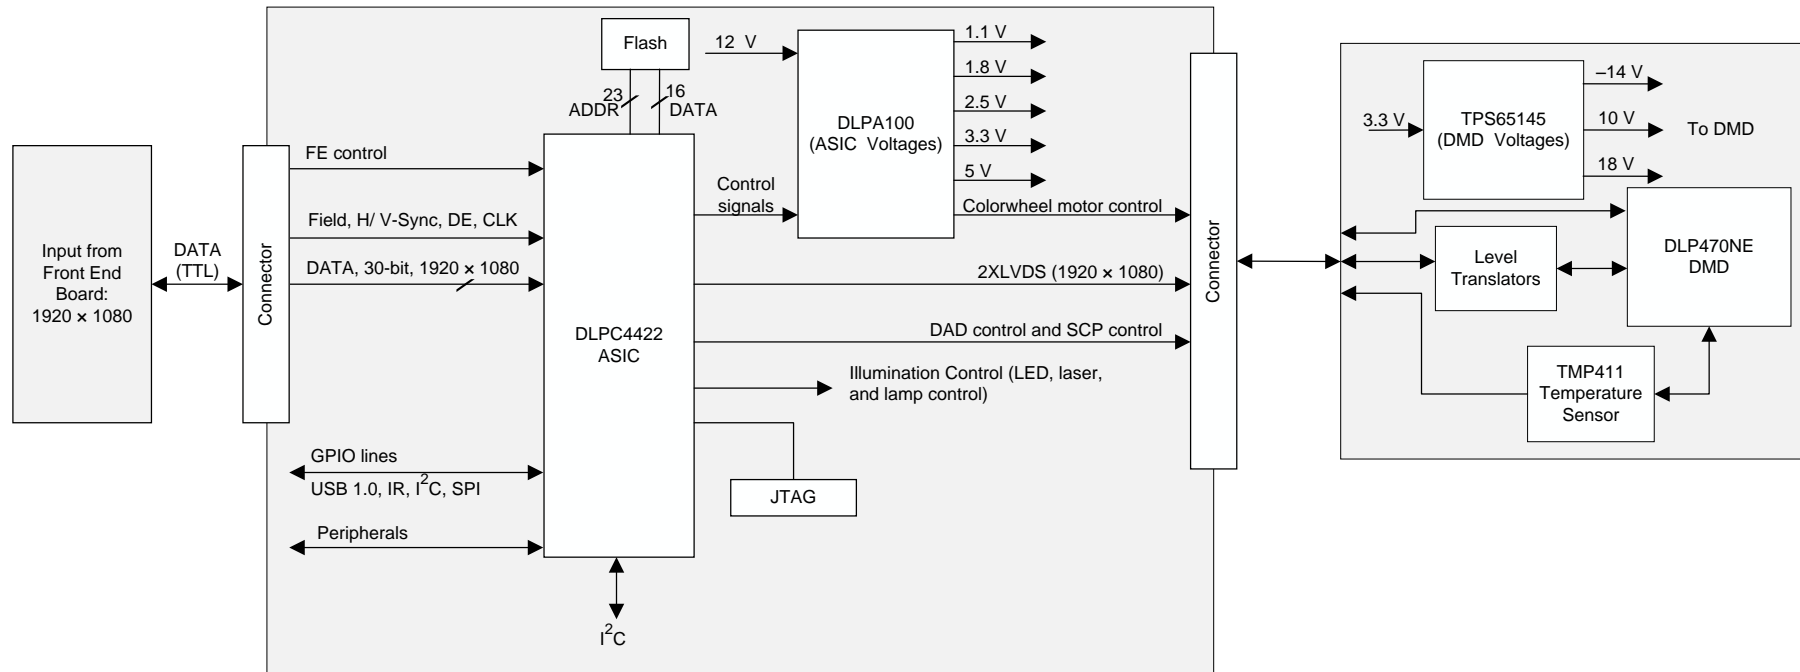 Flash
23
ADDR
16
DATA
12 V
DLPA100
(ASIC Voltages)
1.1 V
1.8 V
2.5 V
3.3 V
5 V
Control
signals
Colorwheel motor control
Input from
Front End
Board:
1920 × 1080
DATA
(TTL)
Connector
FE control
Field, H/ V-Sync, DE, CLK
DATA, 30-bit, 1920 × 1080
GPIO lines
USB 1.0, IR, I²C, SPI
Peripherals
DLPC4422
ASIC
I²C
2XLVDS (1920 × 1080)
DAD control and SCP control
Illumination Control (LED, laser,
and lamp control)
JTAG
Connector
3.3 V
TPS65145
(DMD Voltages)
–14 V
10 V
18 V
To DMD
DLP470NE
DMD
Level
Translators
TMP411
Temperature
Sensor